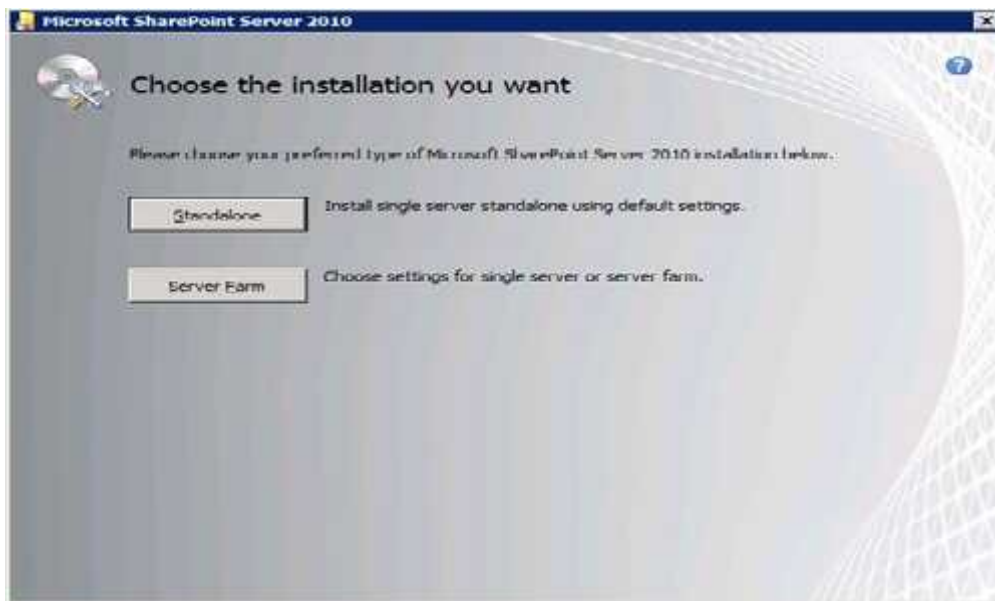 Microsoft SharePoint Server 2010
Choose the installation you want
Please choose your preferred type of Microsoft SharePoint Server 2010 installation below.
Standalone
Install single server standalone using default settings.
Server Farm
Choose settings for single server or server farm.